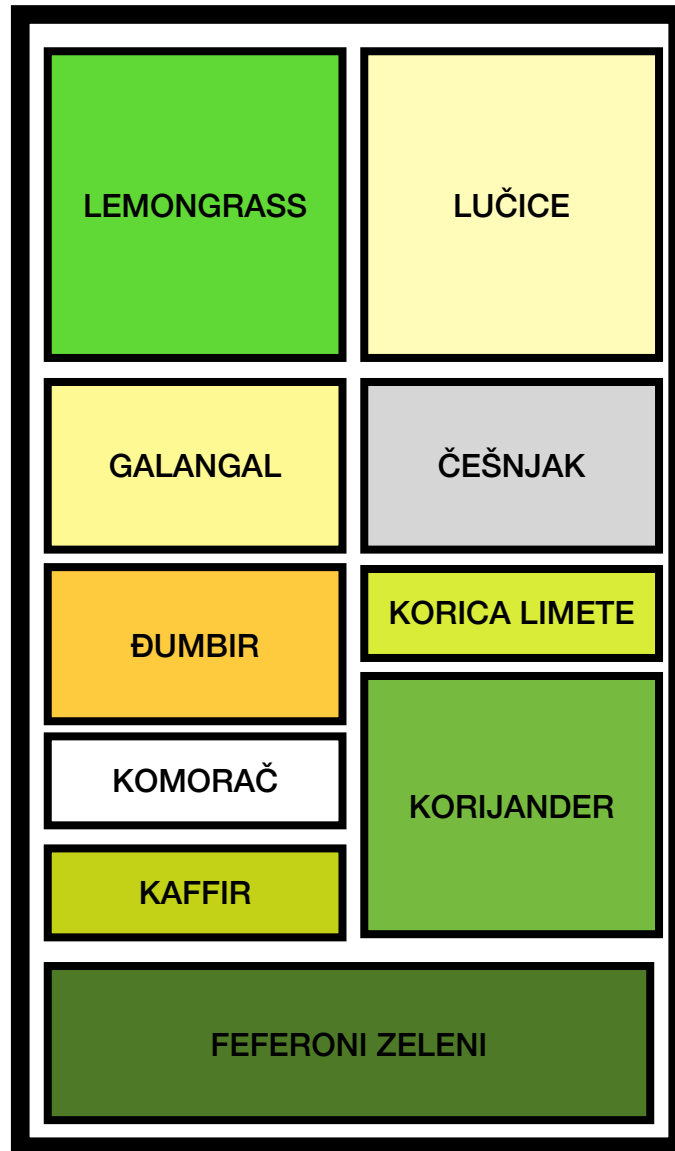 LEMONGRASS
LUČICE
GALANGAL
ČEŠNJAK
ĐUMBIR
KORICA LIMETE
KOMORAČ
KORIJANDER
KAFFIR
FEFERONI ZELENI